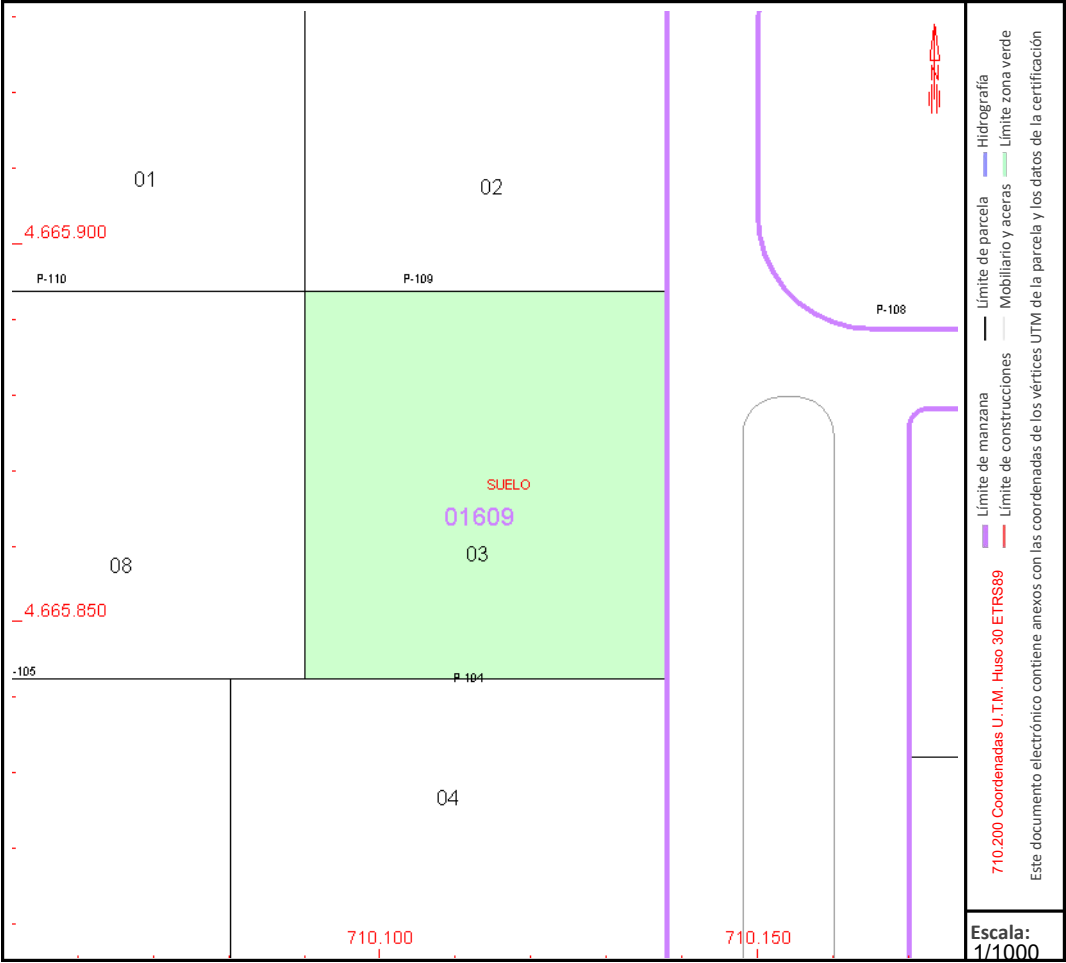 01
02
4.665.900
P-110
P-109
P-108
SUELO
01609
03
08
4.665.850
-105
P-104
04
710.100
710.150
N
710.200 Coordenadas U.T.M. Huso 30 ETRS89
Límite de manzana
Límite de parcela
Hidrografía
Límite de construcciones
Mobiliario y aceras
Límite zona verde
Este documento electrónico contiene anexos con las coordenadas de los vértices UTM de la parcela y los datos de la certificación
Escala:
1/1000